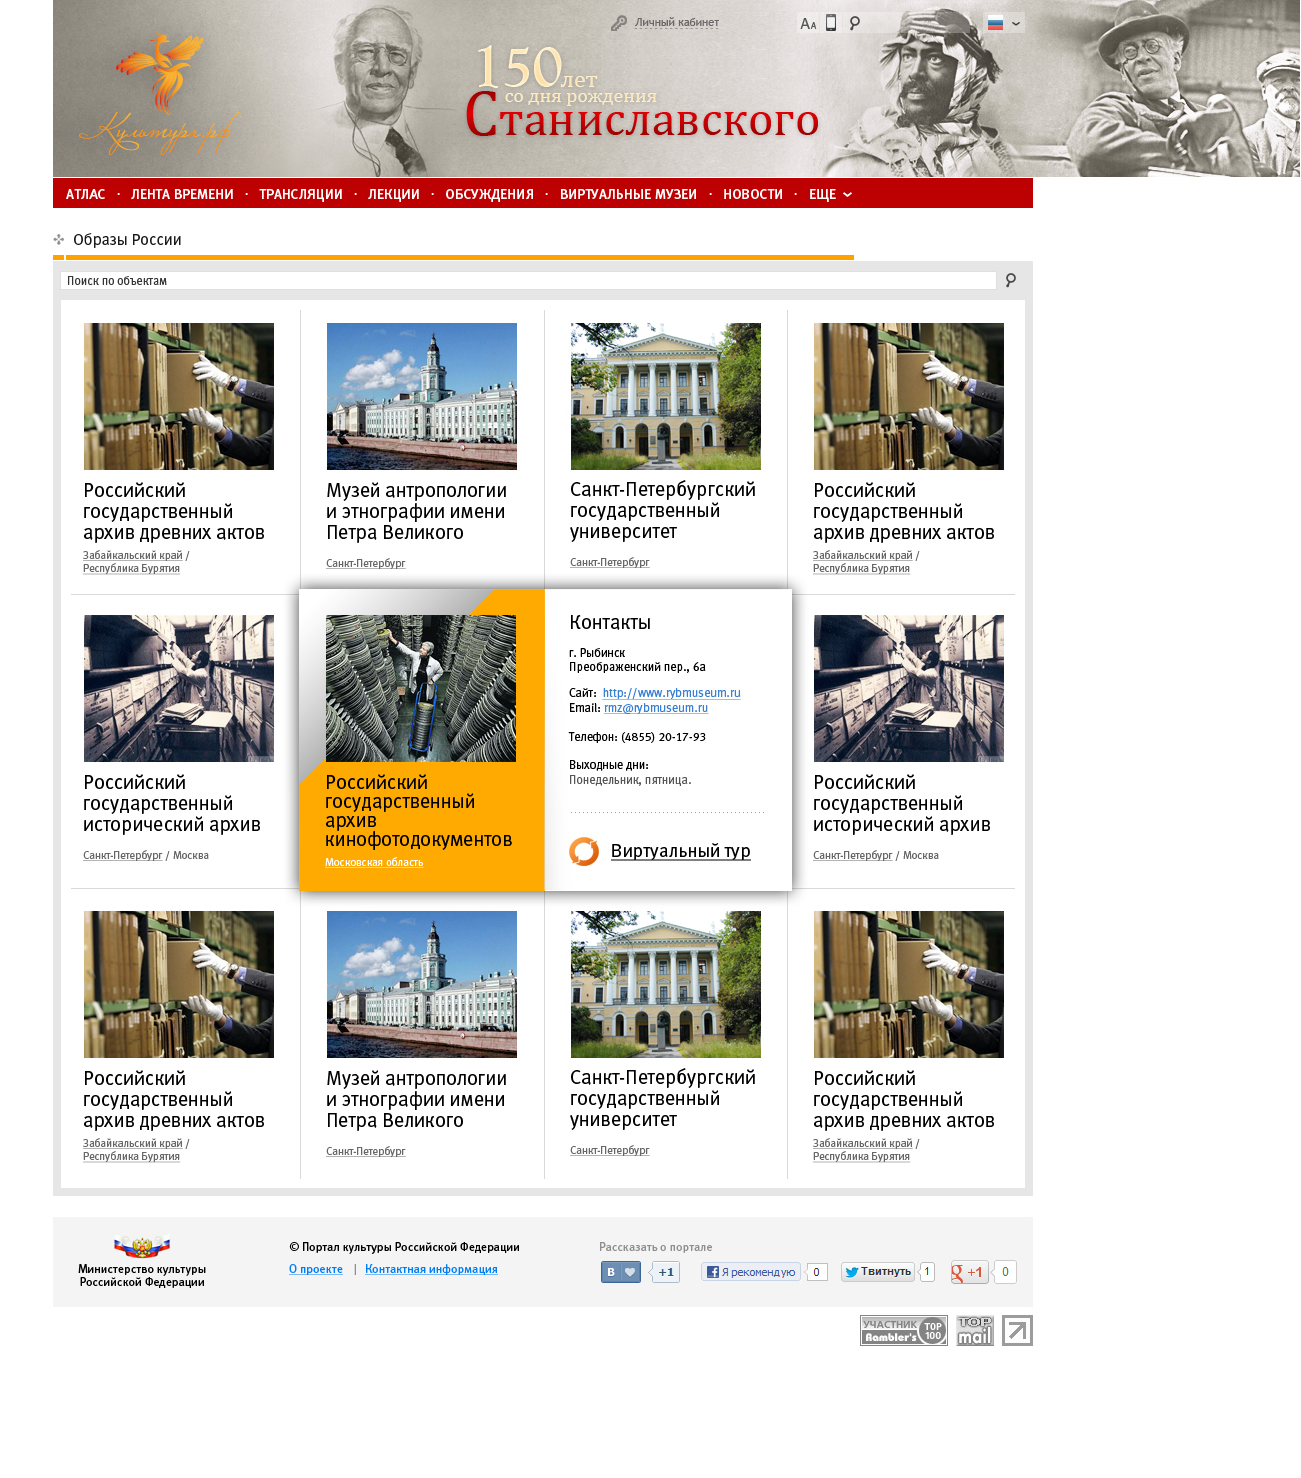 Личный кабинет
АА
Культура.рф
150 лет
со дня рождения
Станиславского
АТЛАС · ЛЕНТА ВРЕМЕНИ · ТРАНСЛЯЦИИ · ЛЕКЦИИ · ОБСУЖДЕНИЯ · ВИРТУАЛЬНЫЕ МУЗЕИ · НОВОСТИ · ЕЩЕ
Образы России
Поиск по объектам
Российский
государственный
архив древних актов
Забайкальский край /
Республика Бурятия
Музей антропологии
и этнографии имени
Петра Великого
Санкт-Петербург
Санкт-Петербургский
государственный
университет
Санкт-Петербург
Российский
государственный
архив древних актов
Забайкальский край /
Республика Бурятия
Российский
государственный
исторический архив
Санкт-Петербург / Москва
Российский
государственный
архив
кинофотодокументов
Московская область
Контакты
г. Рыбинск
Преображенский пер., 6а
Сайт: http://www.rybmuseum.ru
Email: rmz@rybmuseum.ru
Телефон: (4855) 20-17-93
Выходные дни:
Понедельник, пятница.
Виртуальный тур
Российский
государственный
исторический архив
Санкт-Петербург / Москва
Российский
государственный
архив древних актов
Забайкальский край /
Республика Бурятия
Музей антропологии
и этнографии имени
Петра Великого
Санкт-Петербург
Санкт-Петербургский
государственный
университет
Санкт-Петербург
Российский
государственный
архив древних актов
Забайкальский край /
Республика Бурятия
Министерство культуры
Российской Федерации
© Портал культуры Российской Федерации
О проекте | Контактная информация
Рассказать о портале
В +1 Я рекомендую 0 Твитнуть 1 g +1 0
УЧАСТНИК
Rambler's
TOP
100
TOP
mail